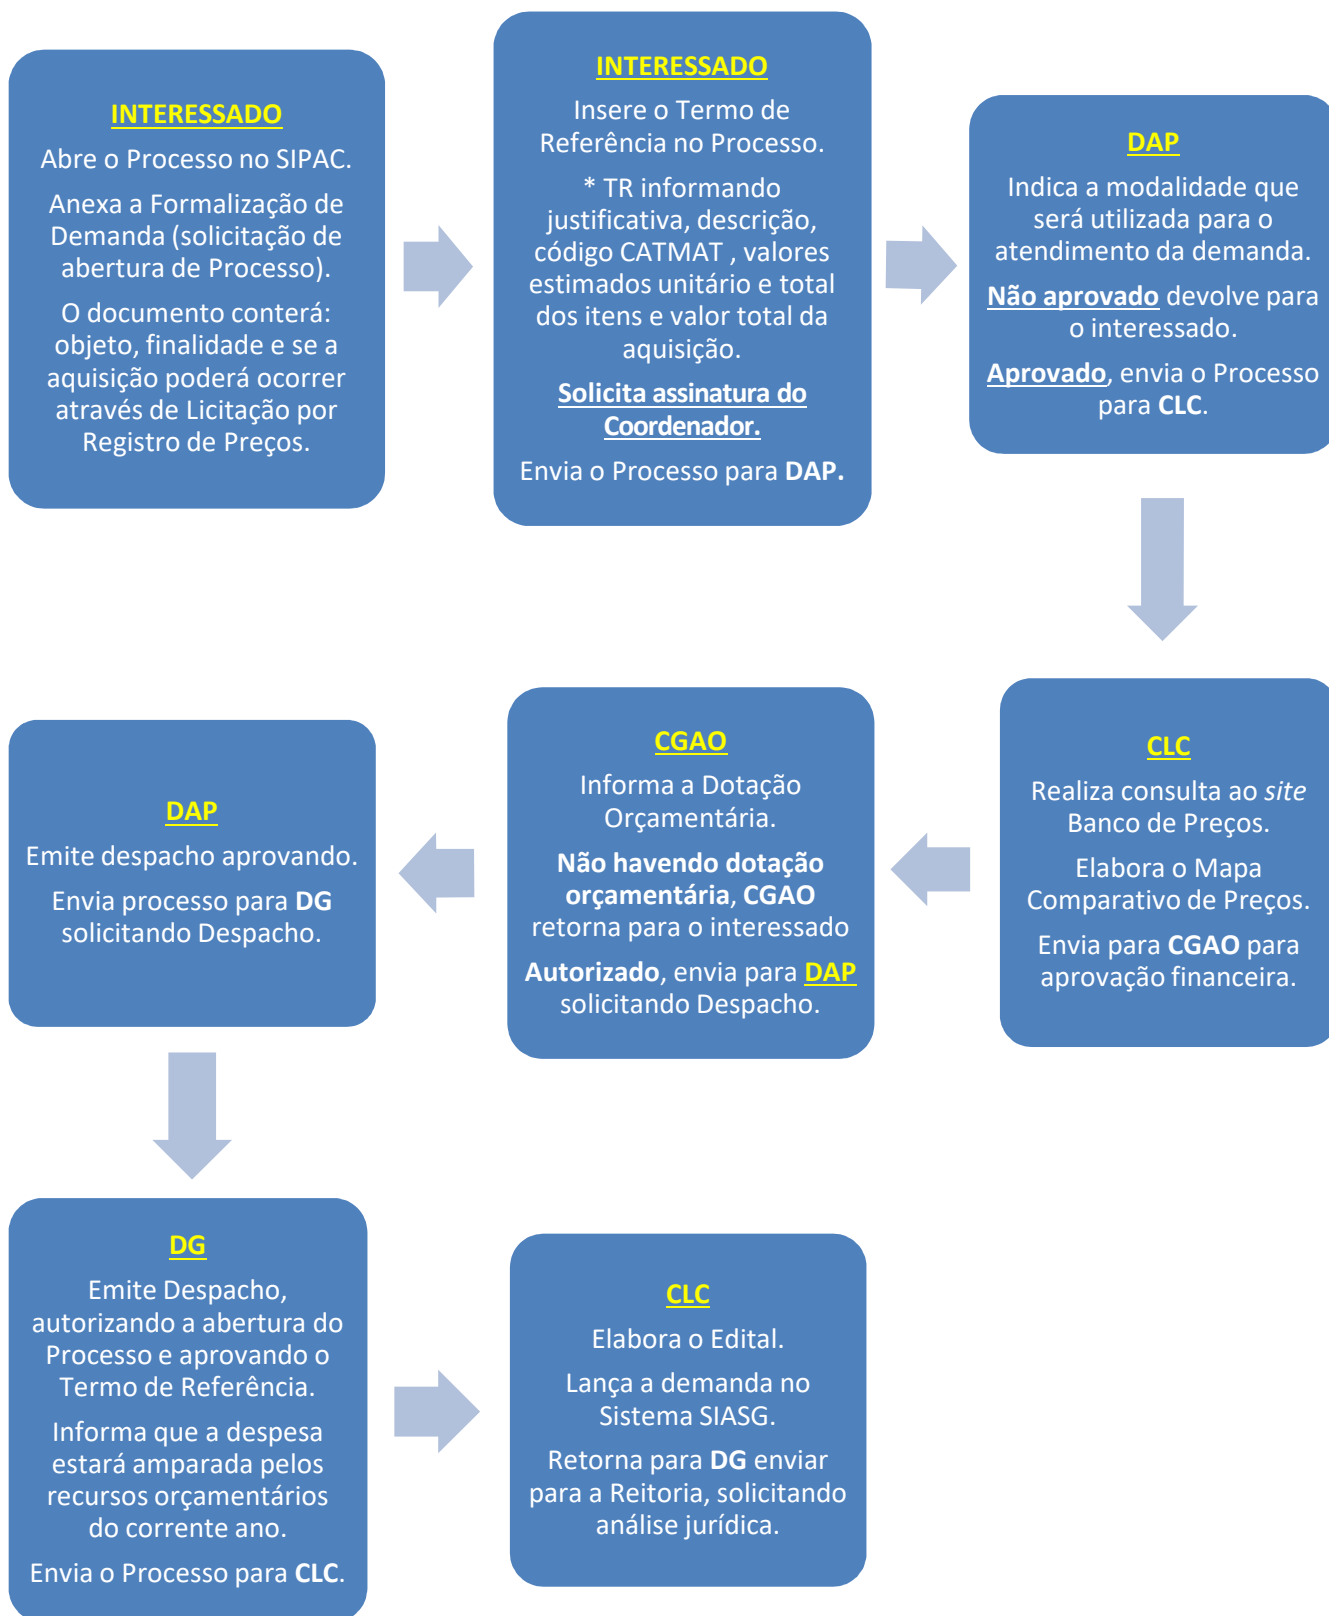 INTERESSADO
Abre o Processo no SIPAC.
Anexa a Formalização de
Demanda (solicitação de
abertura de Processo).
O documento conterá:
objeto, finalidade e se a
aquisição poderá ocorrer
através de Licitação por
Registro de Preços.
INTERESSADO
Insere o Termo de
Referência no Processo.
* TR informando
justificativa, descrição,
código CATMAT , valores
estimados unitário e total
dos itens e valor total da
aquisição.
Solicita assinatura do
Coordenador.
Envia o Processo para DAP.
DAP
Indica a modalidade que
será utilizada para o
atendimento da demanda.
Não aprovado devolve para
o interessado.
Aprovado, envia o Processo
para CLC.
CLC
Realiza consulta ao site
Banco de Preços.
Elabora o Mapa
Comparativo de Preços.
Envia para CGAO para
aprovação financeira.
CGAO
Informa a Dotação
Orçamentária.
Não havendo dotação
orçamentária, CGAO
retorna para o interessado
Autorizado, envia para DAP
solicitando Despacho.
DAP
Emite despacho aprovando.
Envia processo para DG
solicitando Despacho.
DG
Emite Despacho,
autorizando a abertura do
Processo e aprovando o
Termo de Referência.
Informa que a despesa
estará amparada pelos
recursos orçamentários
do corrente ano.
Envia o Processo para CLC.
CLC
Elabora o Edital.
Lança a demanda no
Sistema SIASG.
Retorna para DG enviar
para a Reitoria, solicitando
análise jurídica.